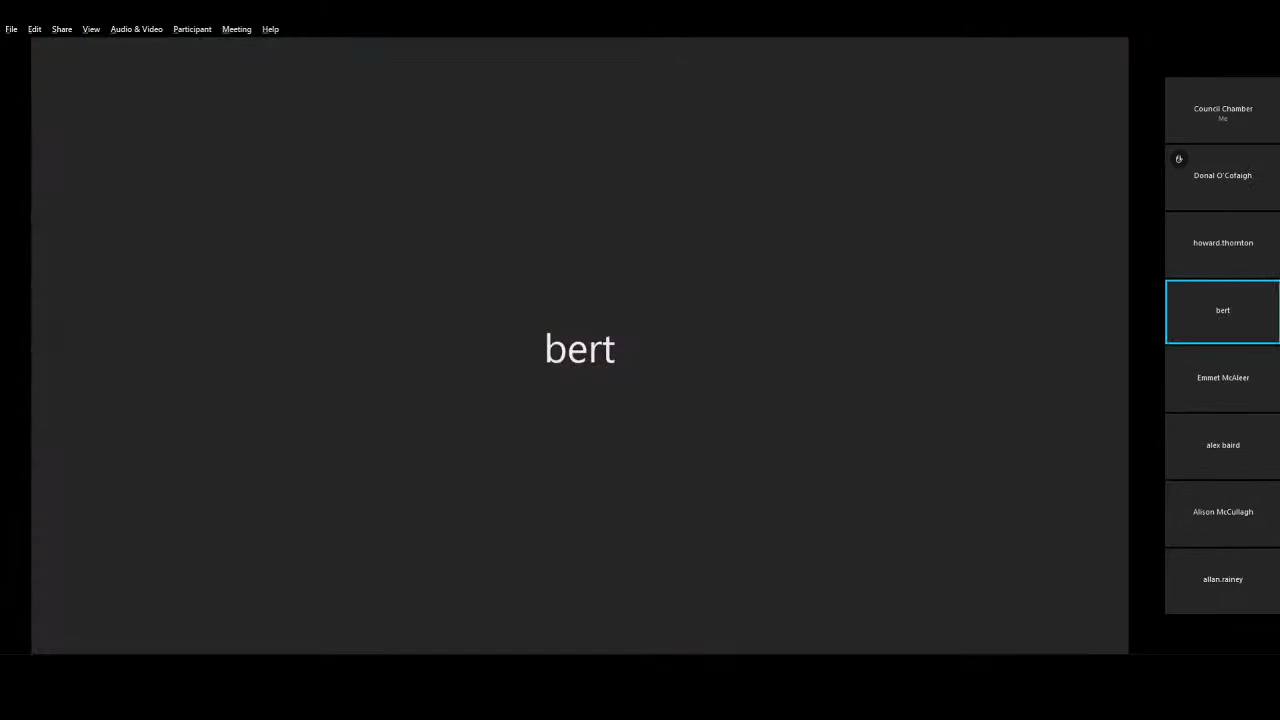 File Edit Share View Audio & Video Participant Meeting Help
Council Chamber
Me
Donal O'Cofaigh
howard.thornton
bert
bert
Emmet McAleer
alex baird
Alison McCullagh
allan.rainey